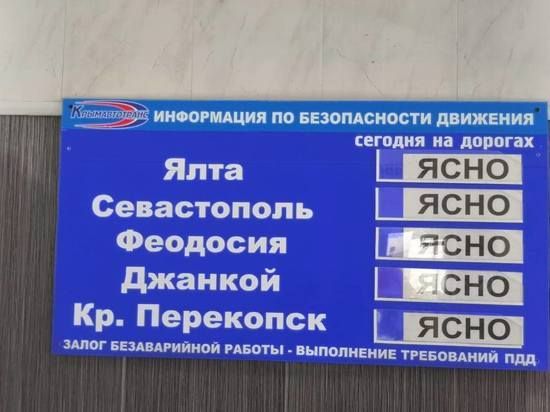 Крымавтотранс ИНФОРМАЦИЯ ПО БЕЗОПАСНОСТИ ДВИЖЕНИЯ
сегодня на дорогах
Ялта ЯСНО
Севастополь ЯСНО
Феодосия ЯСНО
Джанкой ЯСНО
Кр. Перекопск ЯСНО
ЗАЛОГ БЕЗАВАРИЙНОЙ РАБОТЫ - ВЫПОЛНЕНИЕ ТРЕБОВАНИЙ ПДД